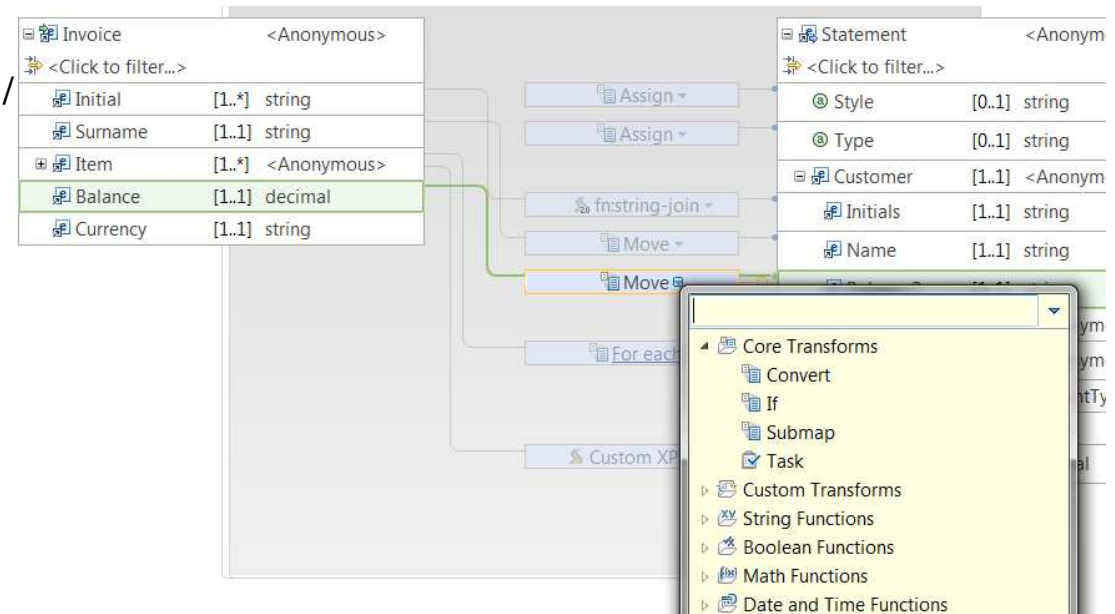 Invoice <Anonymous>
<Click to filter...>
/
Initial [1..*] string
Surname [1..1] string
Item [1..*] <Anonymous>
Balance [1..1] decimal
Currency [1..1] string
Assign
Assign
fn:string-join
Move
Move
For each
Custom XP
Statement <Anonym
<Click to filter...>
Style [0..1] string
Type [0..1] string
Customer [1..1] <Anonym
Initials [1..1] string
Name [1..1] string
Core Transforms
Convert
If
Submap
Task
Custom Transforms
String Functions
Boolean Functions
Math Functions
Date and Time Functions